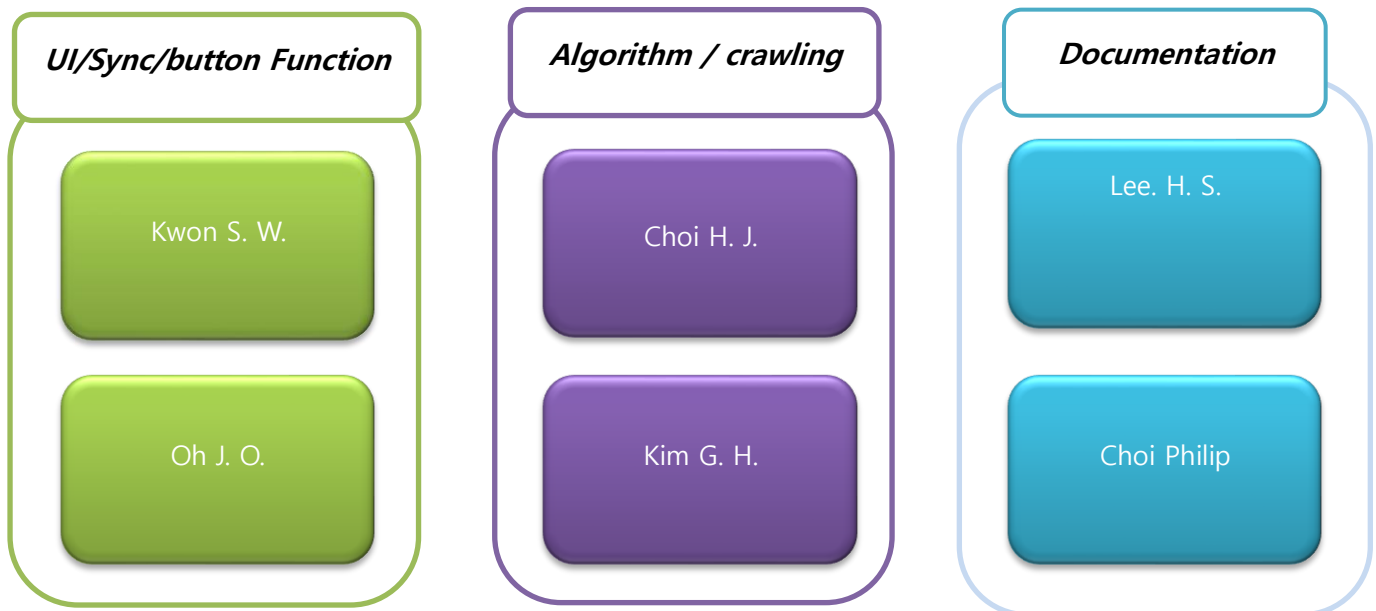 UI/Sync/button Function
Kwon S. W.
Oh J. O.
Algorithm / crawling
Choi H. J.
Kim G. H.
Documentation
Lee. H. S.
Choi Philip